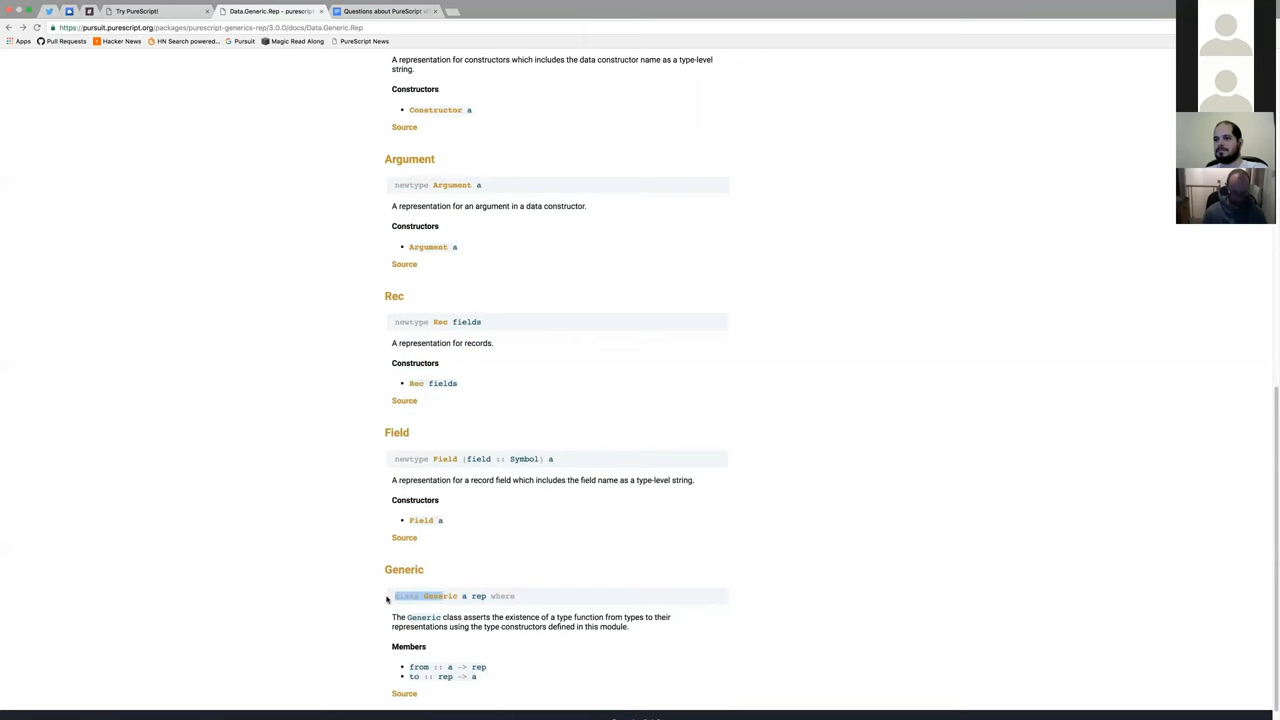 Try PureScript!
Data.Generic.Rep - purescript
Questions about PureScript
https://pursuit.purescript.org/packages/purescript-generics-rep/3.0.0/docs/Data.Generic.Rep
Apps
Pull Requests
Hacker News
HN Search powered...
Pursuit
Magic Read Along
PureScript News
A representation for constructors which includes the data constructor name as a type-level
string.
Constructors
• Constructor a
Source
Argument
newtype Argument a
A representation for an argument in a data constructor.
Constructors
• Argument a
Source
Rec
newtype Rec fields
A representation for records.
Constructors
• Rec fields
Source
Field
newtype Field (field :: Symbol) a
A representation for a record field which includes the field name as a type-level string.
Constructors
• Field a
Source
Generic
class Generic a rep where
The Generic class asserts the existence of a type function from types to their
representations using the type constructors defined in this module.
Members
• from :: a -> rep
• to :: rep -> a
Source